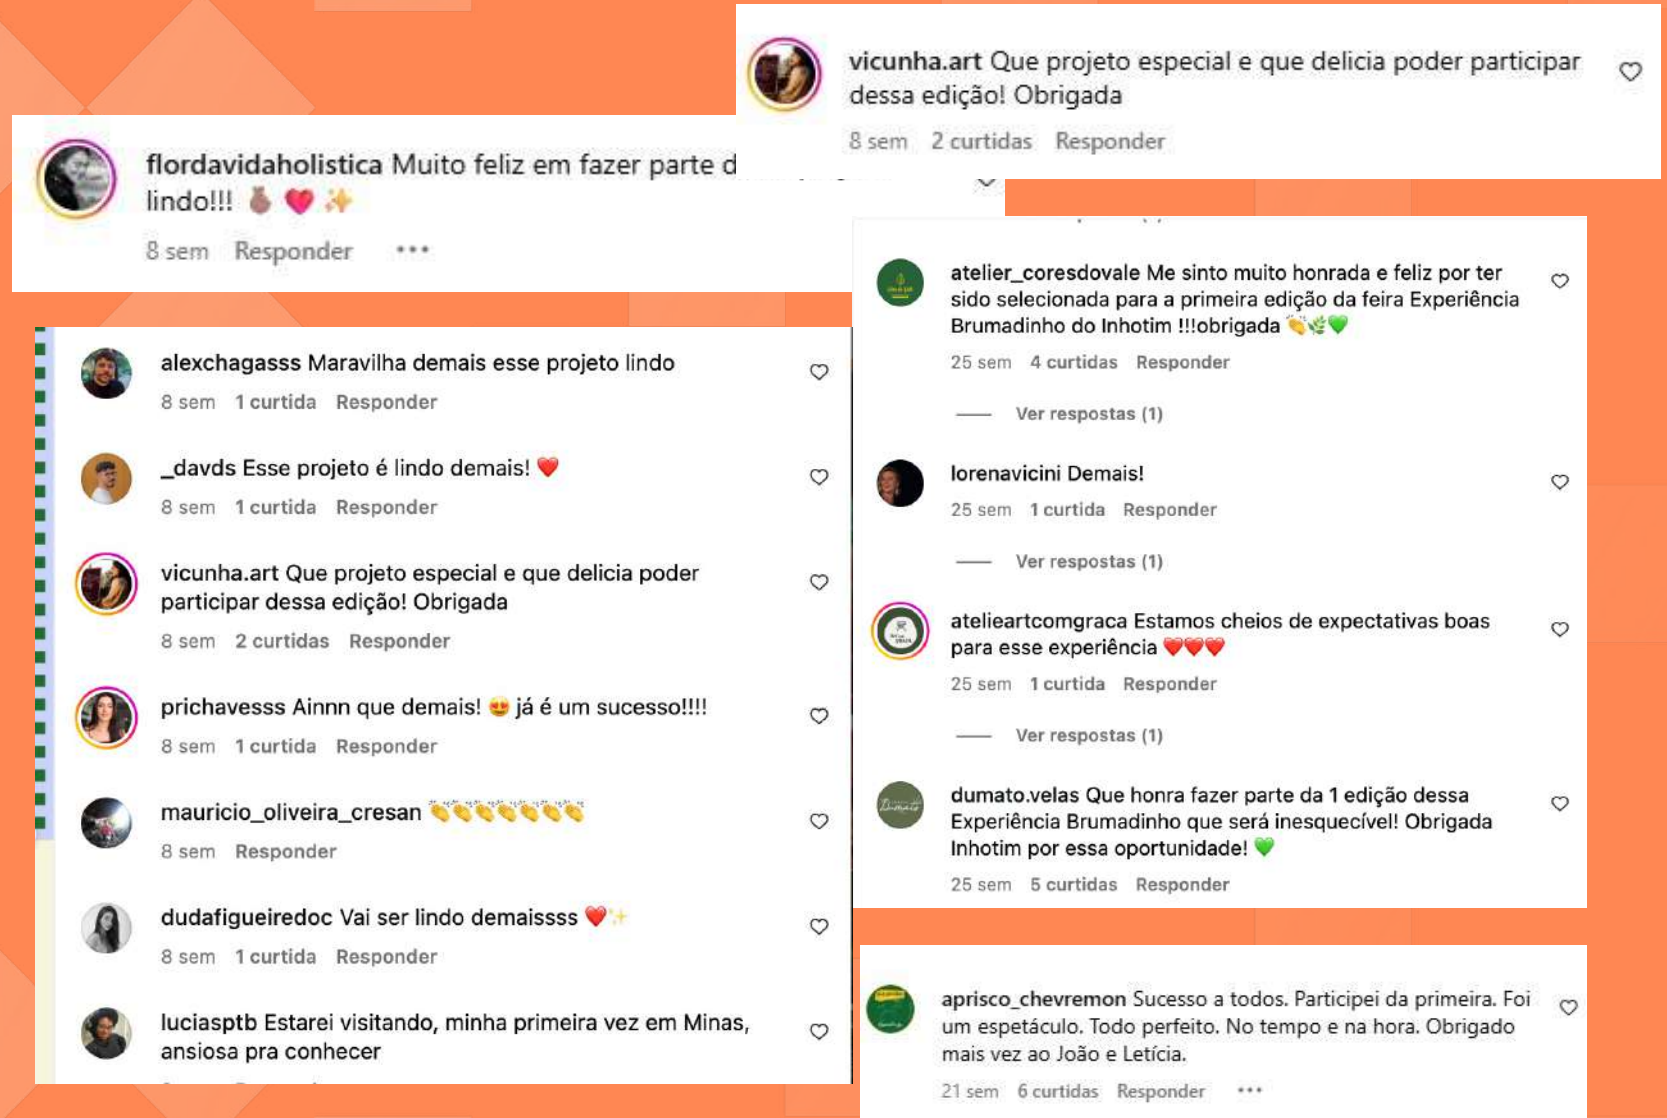 vicunha.art Que projeto especial e que delicia poder participar
dessa edição! Obrigada
8 sem 2 curtidas Responder
flordavidaholistica Muito feliz em fazer parte d
lindo!!! 🫰🏽 💗 ✨
8 sem Responder •••
alexchagasss Maravilha demais esse projeto lindo
8 sem 1 curtida Responder
_davds Esse projeto é lindo demais! ❤️
8 sem 1 curtida Responder
vicunha.art Que projeto especial e que delicia poder
participar dessa edição! Obrigada
8 sem 2 curtidas Responder
prichavesss Ainnn que demais! 😍 já é um sucesso!!!!
8 sem 1 curtida Responder
mauricio_oliveira_cresan 👏👏👏👏👏👏👏
8 sem Responder
dudafigueiredoc Vai ser lindo demaissss ❤️✨
8 sem 1 curtida Responder
luciasptb Estarei visitando, minha primeira vez em Minas,
ansiosa pra conhecer
atelier_coresdovale Me sinto muito honrada e feliz por ter
sido selecionada para a primeira edição da feira Experiência
Brumadinho do Inhotim !!!obrigada 👏🌿💚
25 sem 4 curtidas Responder
Ver respostas (1)
lorenavicini Demais!
25 sem 1 curtida Responder
Ver respostas (1)
atelieartcomgraca Estamos cheios de expectativas boas
para esse experiência ❤️❤️❤️
25 sem 1 curtida Responder
Ver respostas (1)
dumato.velas Que honra fazer parte da 1 edição dessa
Experiência Brumadinho que será inesquecível! Obrigada
Inhotim por essa oportunidade! 💚
25 sem 5 curtidas Responder
aprisco_chevremon Sucesso a todos. Participei da primeira. Foi
um espetáculo. Todo perfeito. No tempo e na hora. Obrigado
mais vez ao João e Letícia.
21 sem 6 curtidas Responder •••